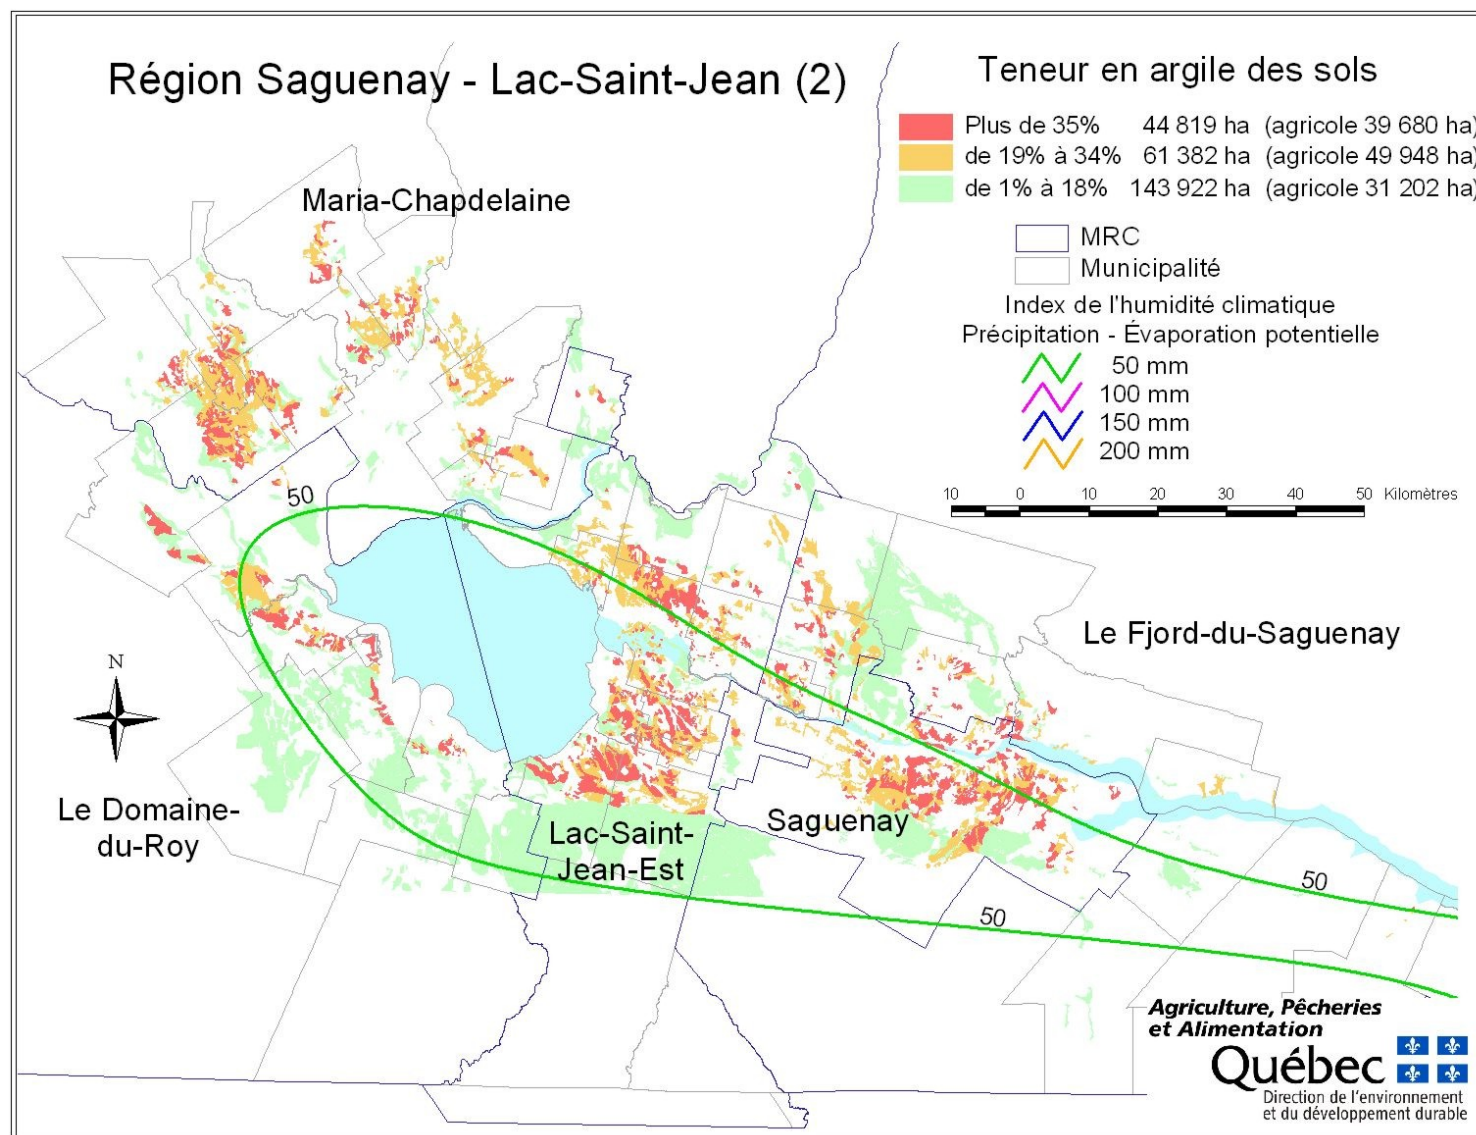 Région Saguenay - Lac-Saint-Jean (2)
Teneur en argile des sols
Plus de 35% 44 819 ha (agricole 39 680 ha)
de 19% à 34% 61 382 ha (agricole 49 948 ha)
de 1% à 18% 143 922 ha (agricole 31 202 ha)
MRC
Municipalité
Index de l'humidité climatique
Précipitation - Évaporation potentielle
50 mm
100 mm
150 mm
200 mm
10 0 10 20 30 40 50 Kilomètres
Maria-Chapdelaine
50
Le Fjord-du-Saguenay
N
Le Domaine-
du-Roy
Lac-Saint-
Jean-Est
Saguenay
50
50
Agriculture, Pêcheries
et Alimentation
Québec
Direction de l'environnement
et du développement durable